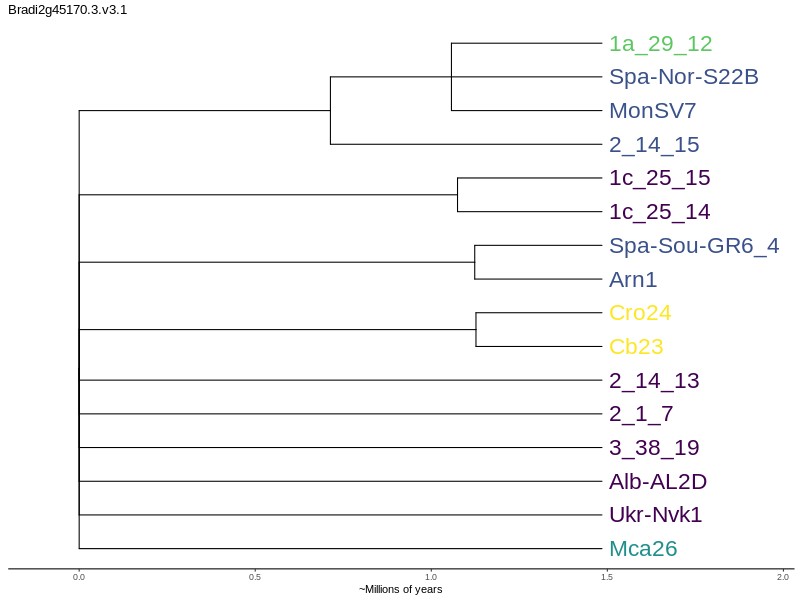 Bradi2g45170.3.v3.1
1a_29_12
Spa-Nor-S22B
MonSV7
2_14_15
1c_25_15
1c_25_14
Spa-Sou-GR6_4
Arn1
Cro24
Cb23
2_14_13
2_1_7
3_38_19
Alb-AL2D
Ukr-Nvk1
Mca26
0.0 0.5 1.0 1.5 2.0
~Millions of years